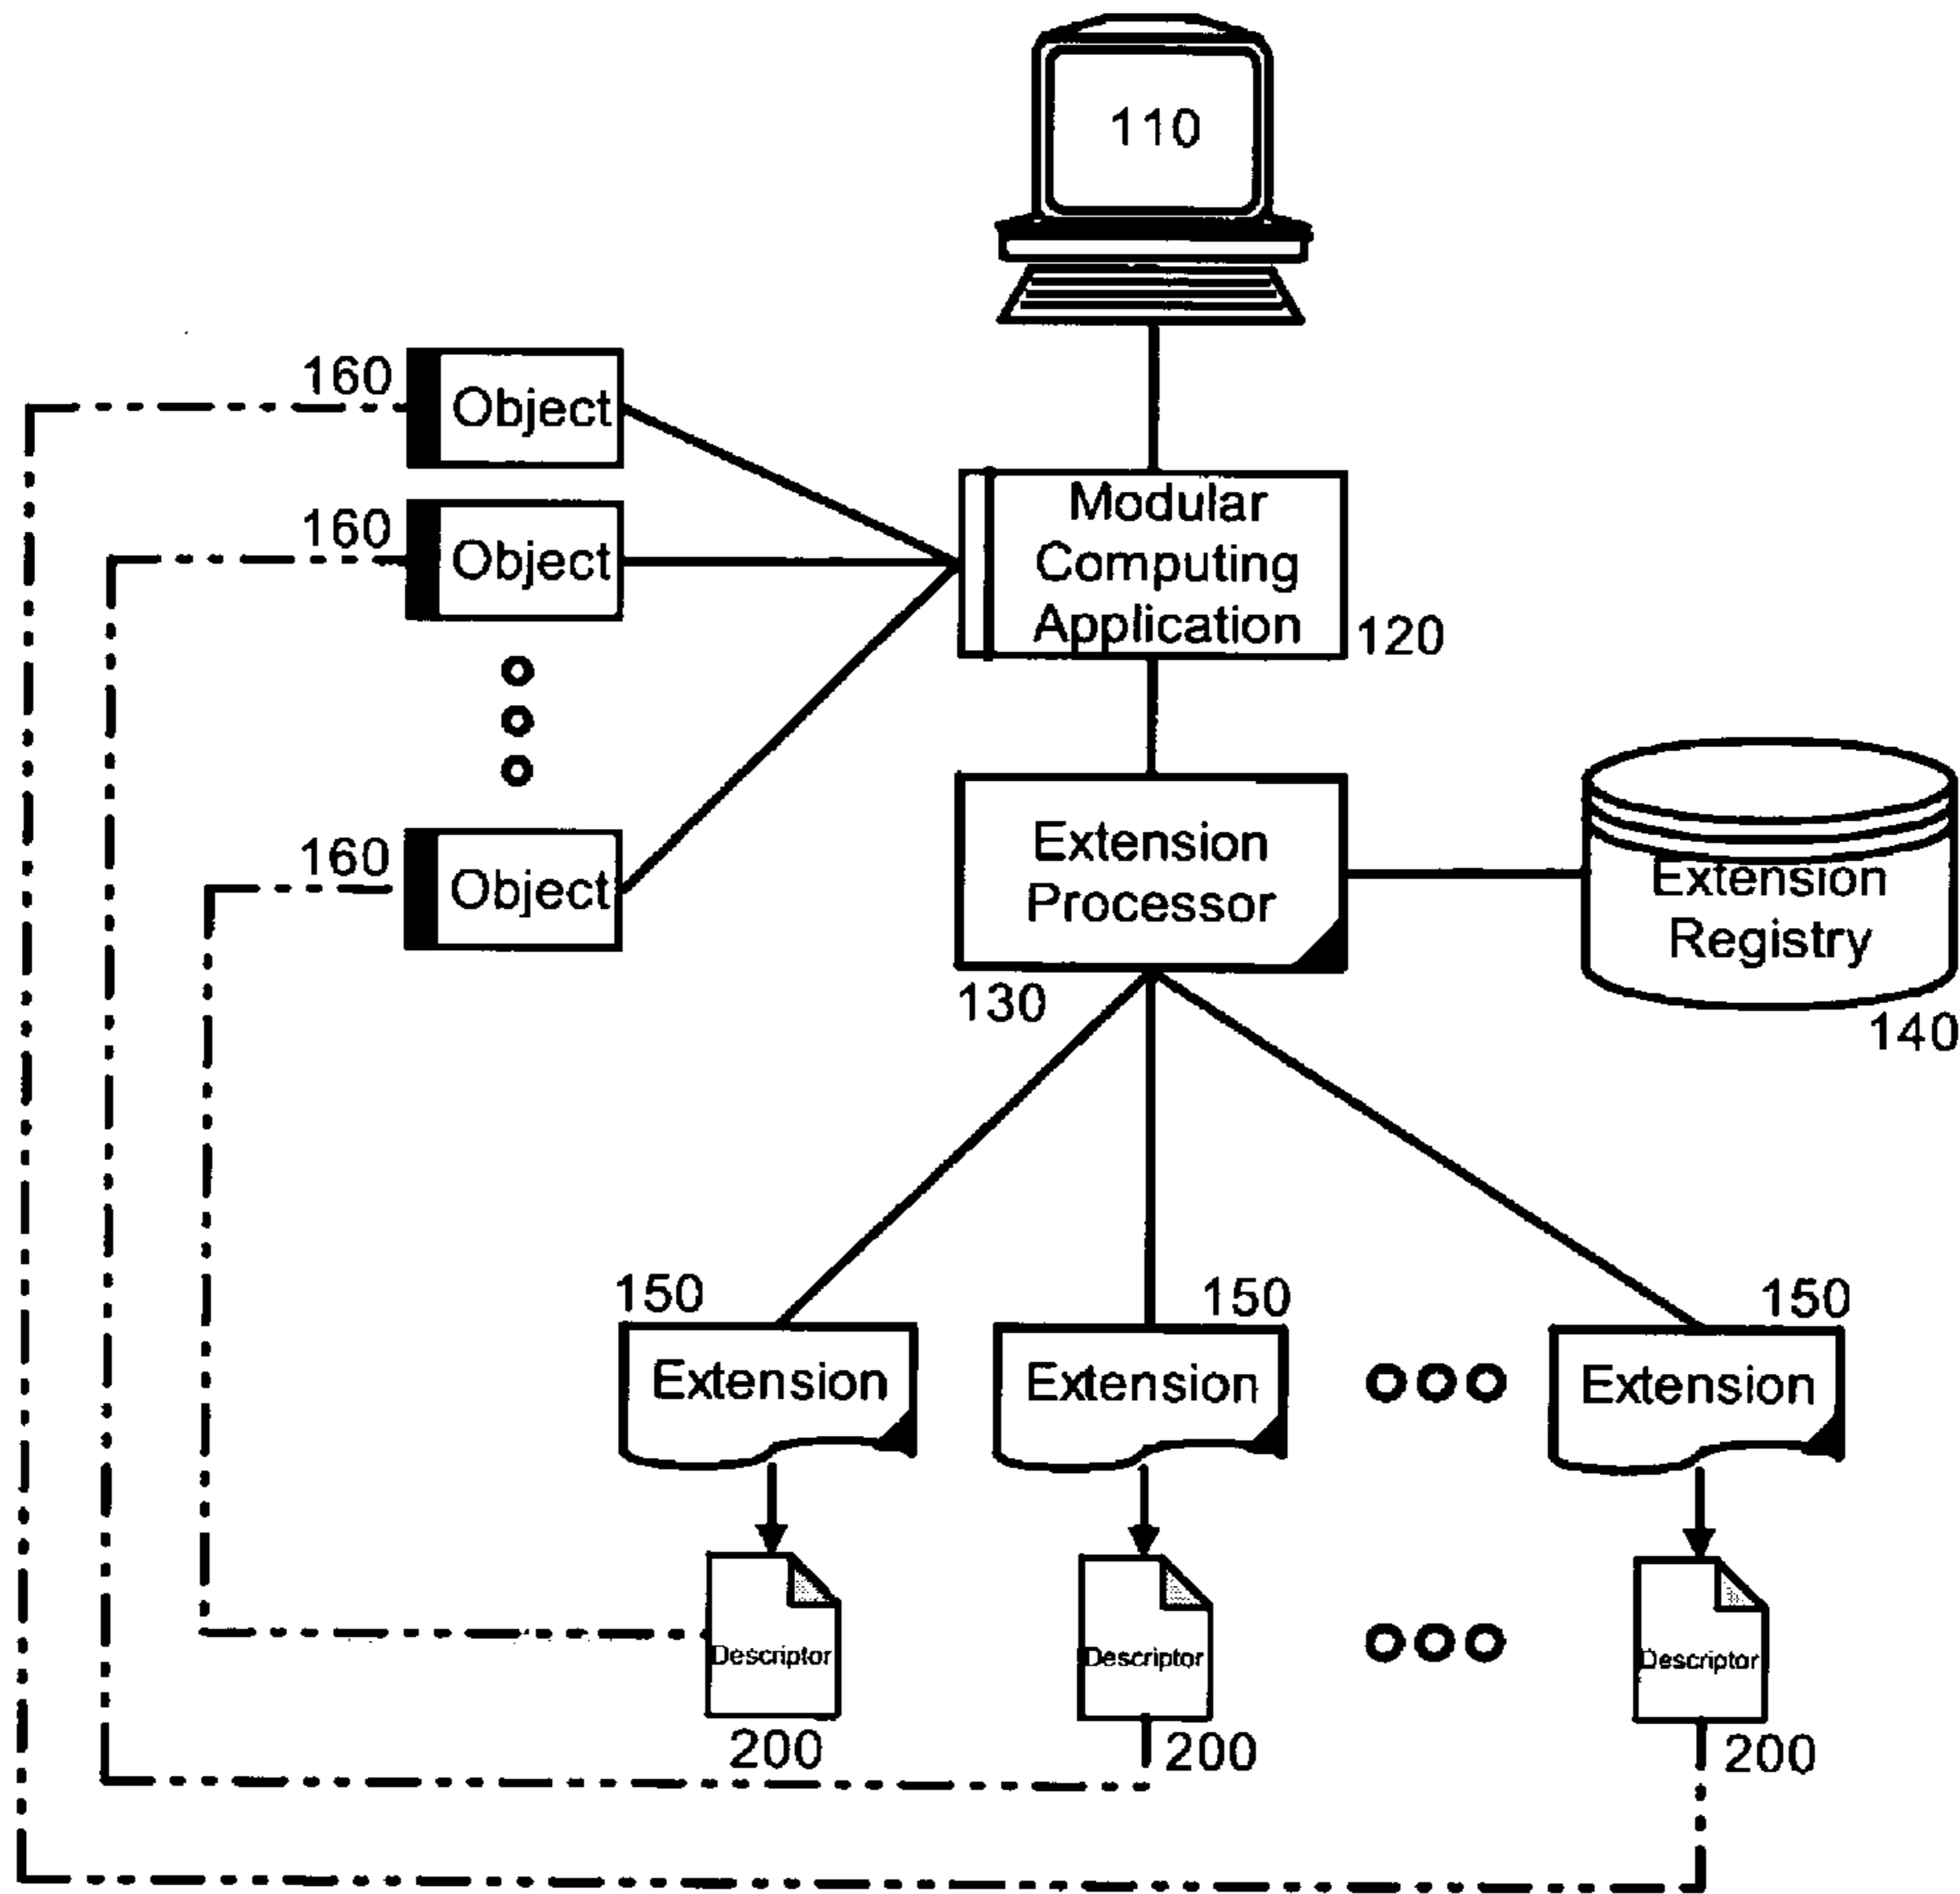 110
160
Object
160
Object
Modular
Computing
Application
120
160
Object
Extension
Processor
130
Extension
Registry
140
150
Extension
150
Extension
150
Extension
Descriptor
200
Descriptor
200
Descriptor
200